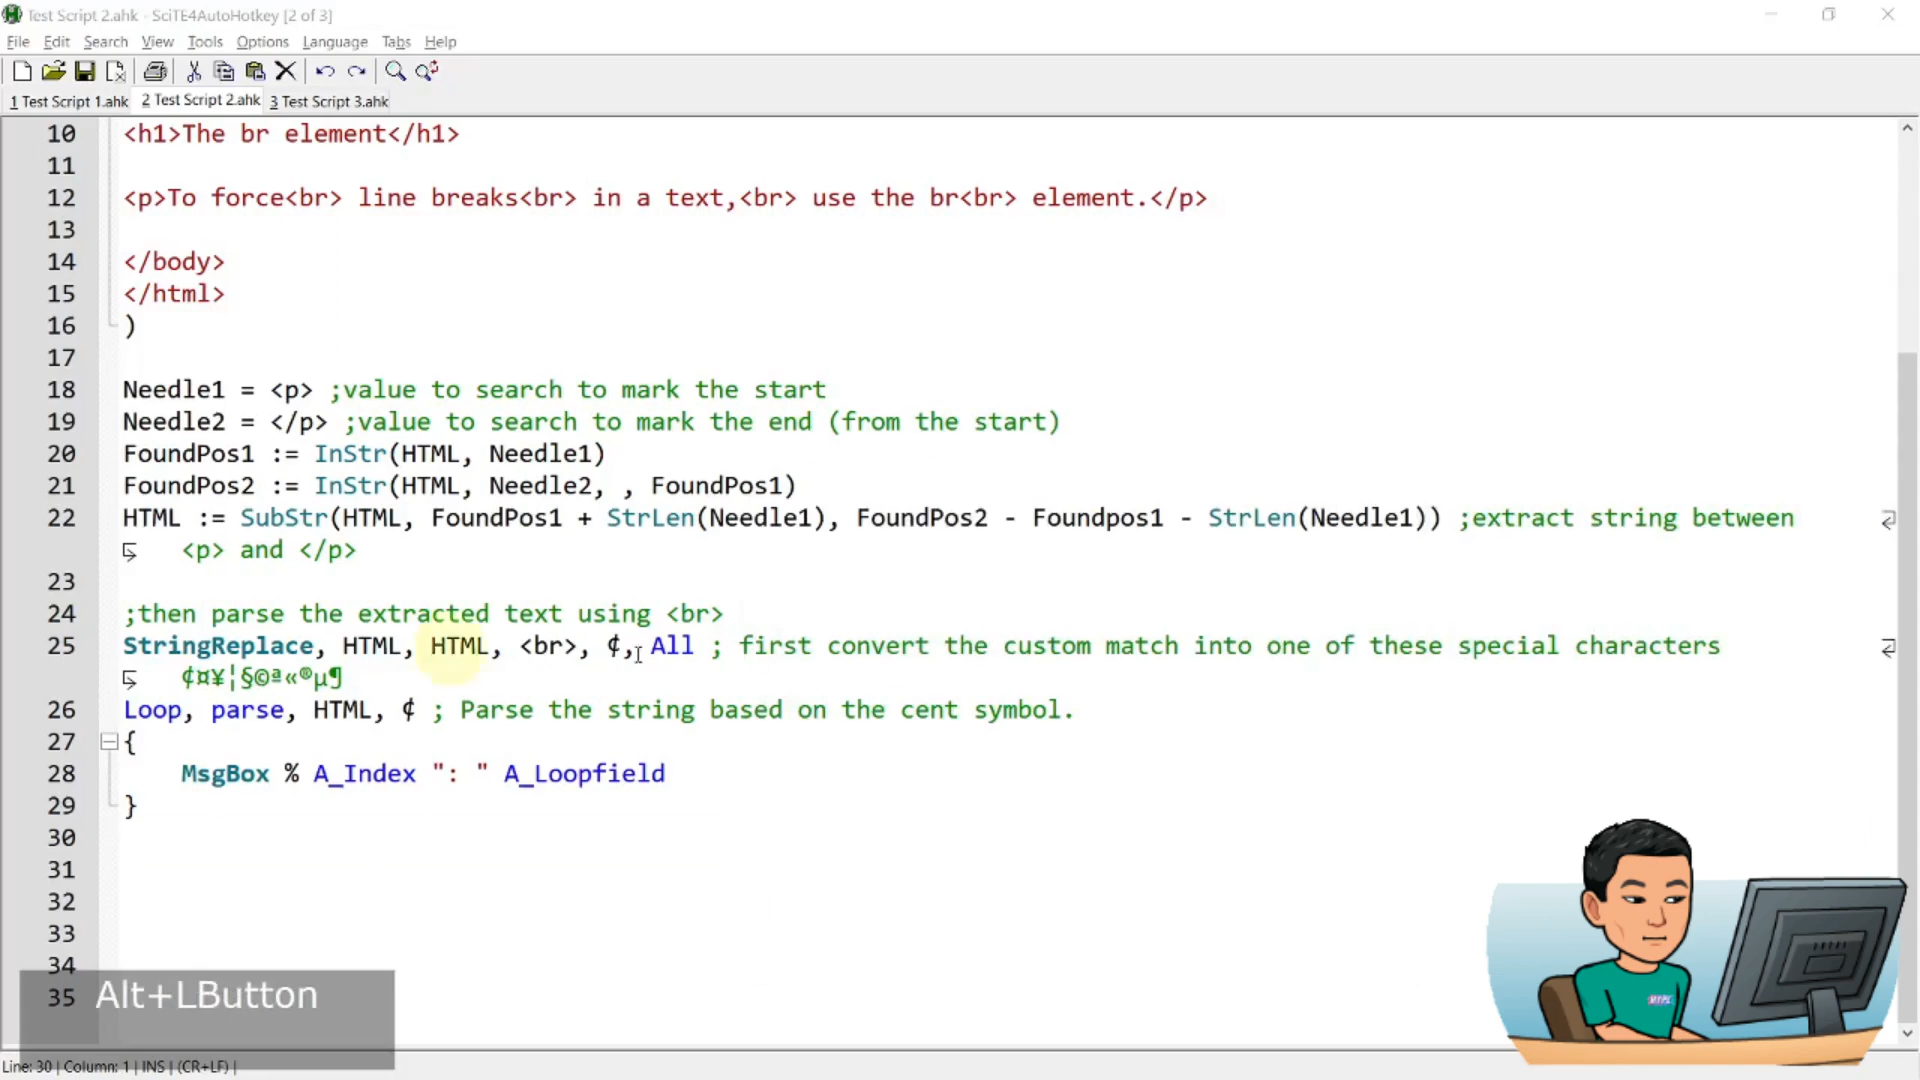 Test Script 2.ahk - SciTE4AutoHotkey [2 of 3]
File Edit Search View Tools Options Language Tabs Help
1 Test Script 1.ahk 2 Test Script 2.ahk 3 Test Script 3.ahk
10 <h1>The br element</h1>
11
12 <p>To force<br> line breaks<br> in a text,<br> use the br<br> element.</p>
13
14 </body>
15 </html>
16 )
17
18 Needle1 = <p> ;value to search to mark the start
19 Needle2 = </p> ;value to search to mark the end (from the start)
20 FoundPos1 := InStr(HTML, Needle1)
21 FoundPos2 := InStr(HTML, Needle2, , FoundPos1)
22 HTML := SubStr(HTML, FoundPos1 + StrLen(Needle1), FoundPos2 - Foundpos1 - StrLen(Needle1)) ;extract string between
<p> and </p>
23
24 ;then parse the extracted text using <br>
25 StringReplace, HTML, HTML, <br>, ¢, All ; first convert the custom match into one of these special characters
¢¤¥¦§©ª«®µ¶
26 Loop, parse, HTML, ¢ ; Parse the string based on the cent symbol.
27 {
28 MsgBox % A_Index ": " A_Loopfield
29 }
30
31
32
33
34
35
Alt+LButton
Line: 30 | Column: 1 | INS | (CR+LF) |